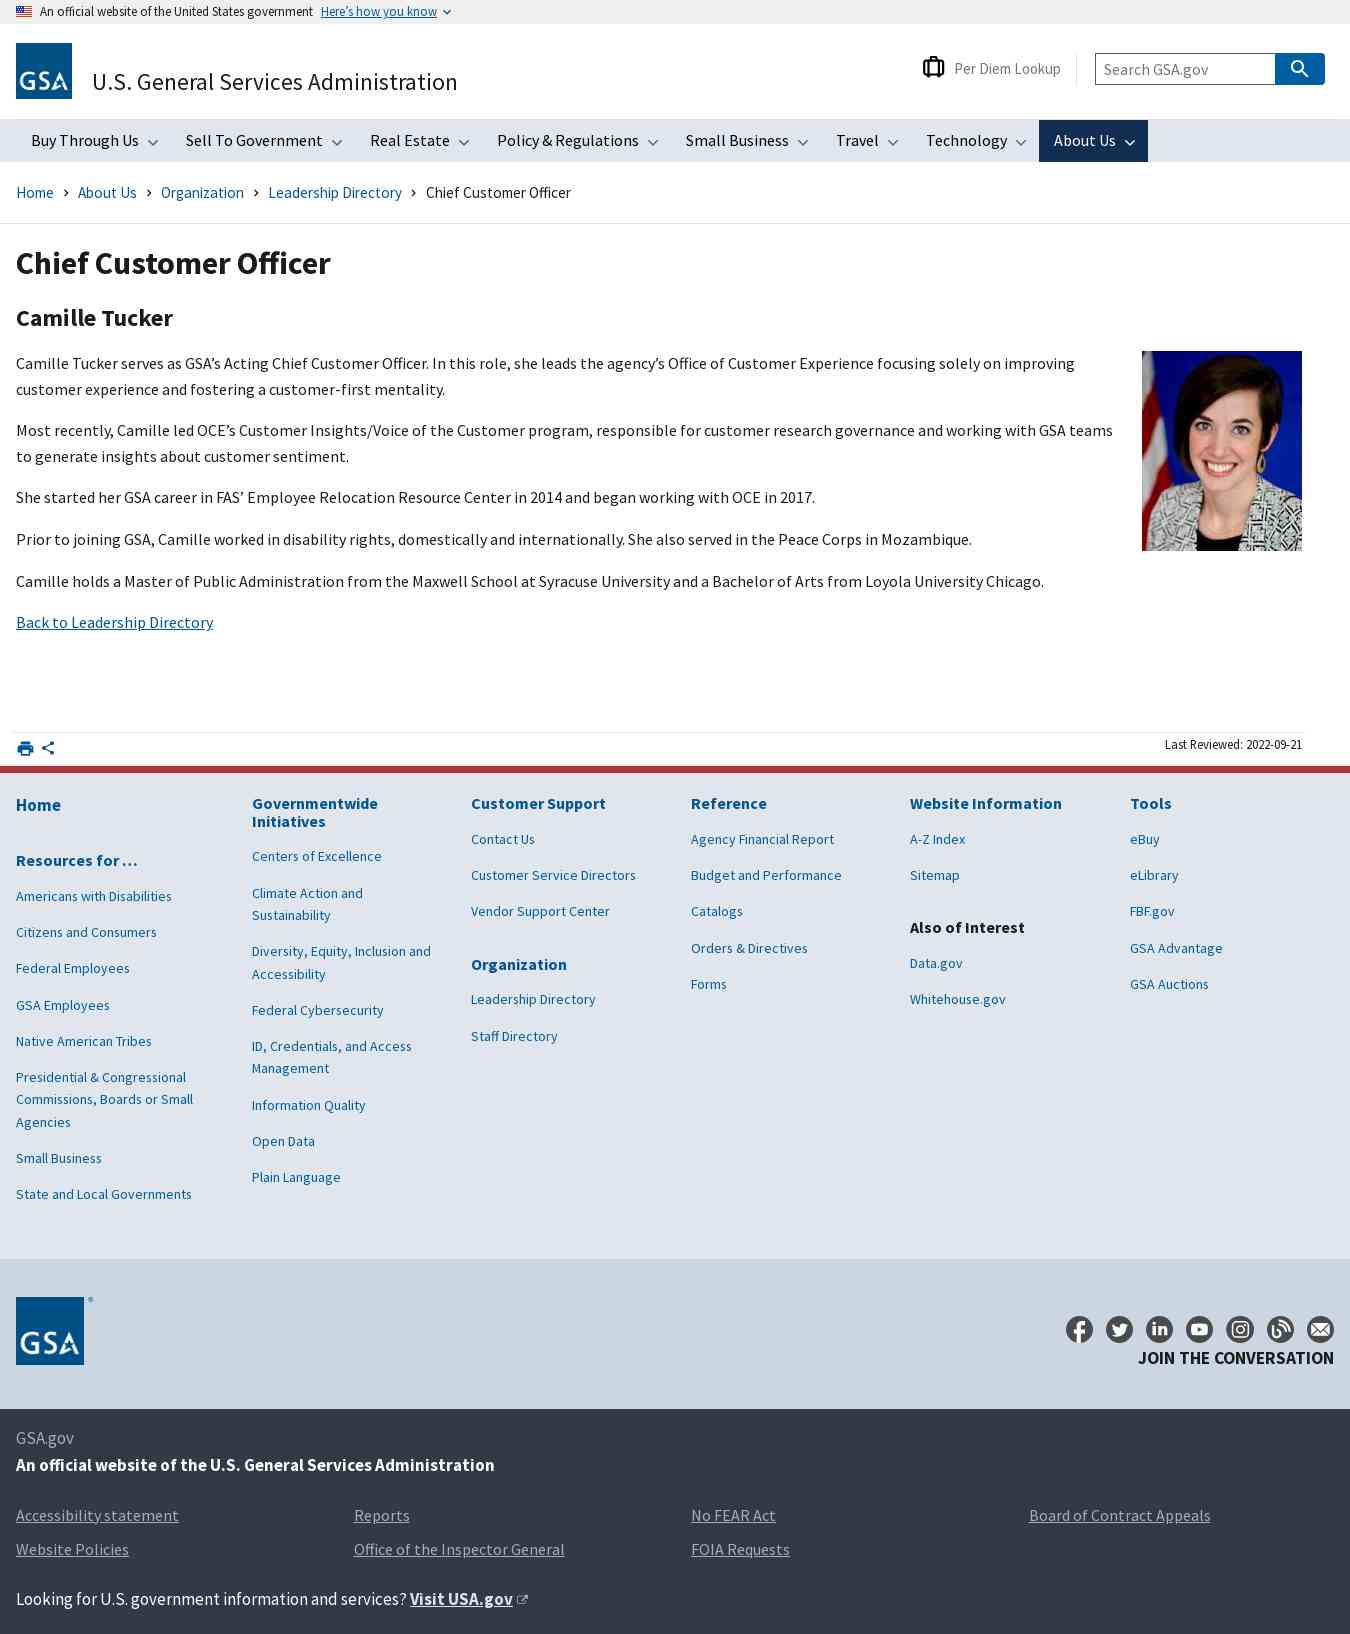 An official website of the United States government Here's how you know
GSA
U.S. General Services Administration
Per Diem Lookup
Search GSA.gov
Buy Through Us Sell To Government Real Estate Policy & Regulations Small Business Travel Technology About Us
Home > About Us > Organization > Leadership Directory > Chief Customer Officer
Chief Customer Officer
Camille Tucker
Camille Tucker serves as GSA's Acting Chief Customer Officer. In this role, she leads the agency's Office of Customer Experience focusing solely on improving
customer experience and fostering a customer-first mentality.
Most recently, Camille led OCE's Customer Insights/Voice of the Customer program, responsible for customer research governance and working with GSA teams
to generate insights about customer sentiment.
She started her GSA career in FAS' Employee Relocation Resource Center in 2014 and began working with OCE in 2017.
Prior to joining GSA, Camille worked in disability rights, domestically and internationally. She also served in the Peace Corps in Mozambique.
Camille holds a Master of Public Administration from the Maxwell School at Syracuse University and a Bachelor of Arts from Loyola University Chicago.
Back to Leadership Directory
Last Reviewed: 2022-09-21
Home
Resources for …
Americans with Disabilities
Citizens and Consumers
Federal Employees
GSA Employees
Native American Tribes
Presidential & Congressional
Commissions, Boards or Small
Agencies
Small Business
State and Local Governments
Governmentwide
Initiatives
Centers of Excellence
Climate Action and
Sustainability
Diversity, Equity, Inclusion and
Accessibility
Federal Cybersecurity
ID, Credentials, and Access
Management
Information Quality
Open Data
Plain Language
Customer Support
Contact Us
Customer Service Directors
Vendor Support Center
Organization
Leadership Directory
Staff Directory
Reference
Agency Financial Report
Budget and Performance
Catalogs
Orders & Directives
Forms
Website Information
A-Z Index
Sitemap
Also of Interest
Data.gov
Whitehouse.gov
Tools
eBuy
eLibrary
FBF.gov
GSA Advantage
GSA Auctions
GSA®
JOIN THE CONVERSATION
GSA.gov
An official website of the U.S. General Services Administration
Accessibility statement Reports No FEAR Act Board of Contract Appeals
Website Policies Office of the Inspector General FOIA Requests
Looking for U.S. government information and services? Visit USA.gov